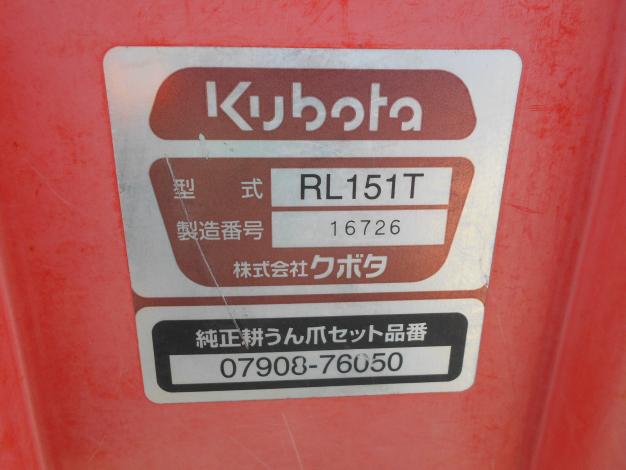 Kubota
型式 RL151T
製造番号 16726
株式会社クボタ
純正耕うん爪セット品番
07908-76050